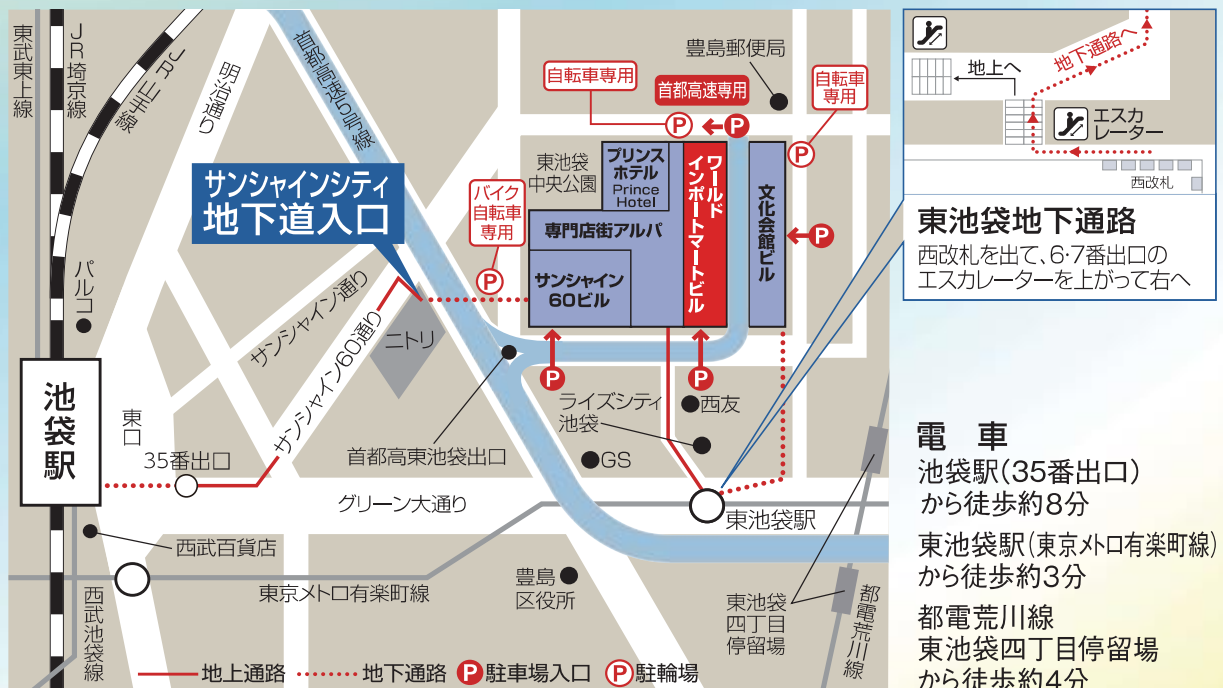 東武東上線
JR埼京線
JR山手線
明治通り
首都高速5号線
豊島郵便局
自転車専用
首都高速専用
自転車
専用
P
P
P
東池袋
中央公園
プリンス
ホテル
Prince
Hotel
ワールド
インポートマートビル
文化会館ビル
サンシャインシティ
地下道入口
バイク
自転車
専用
P
専門店街アルパ
サンシャイン
60ビル
P
パルコ
サンシャイン通り
サンシャイン60通り
ニトリ
P
P
池袋駅
東口
35番出口
首都高東池袋出口
ライズシティ
池袋
西友
GS
グリーン大通り
東池袋駅
西武百貨店
東京メトロ有楽町線
豊島
区役所
東池袋
四丁目
停留場
都電荒川線
西武池袋線
地上通路
地下通路
P駐車場入口
P駐輪場
地下通路へ
地上へ
エスカ
レーター
西改札
東池袋地下通路
西改札を出て、6・7番出口の
エスカレーターを上がって右へ
電 車
池袋駅(35番出口)
から徒歩約8分
東池袋駅(東京メトロ有楽町線)
から徒歩約3分
都電荒川線
東池袋四丁目停留場
から徒歩約4分